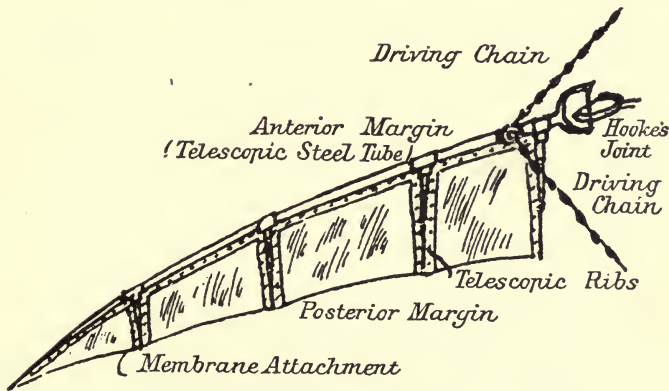 Driving Chain
Anterior Margin
(Telescopic Steel Tube)
Hooke's
Joint
Driving
Chain
Telescopic Ribs
Posterior Margin
Membrane Attachment